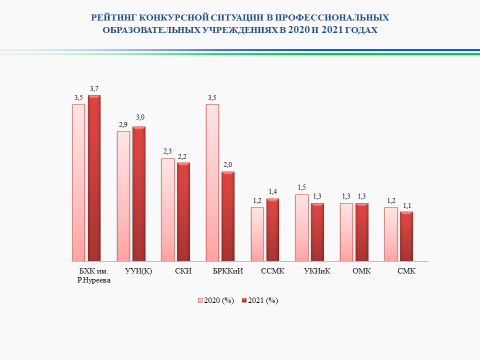 РЕЙТИНГ КОНКУРСНОЙ СИТУАЦИИ В ПРОФЕССИОНАЛЬНЫХ
ОБРАЗОВАТЕЛЬНЫХ УЧРЕЖДЕНИЯХ В 2020 И 2021 ГОДАХ
3,5 3,7 2,9 3,0 2,3 2,2 3,5 2,0 1,2 1,4 1,5 1,3 1,3 1,3 1,2 1,1
БХК им. УУИ(К) СКИ БРККиИ ССМК УКИиК ОМК СМК
Р.Нуреева
2020 (%) 2021 (%)